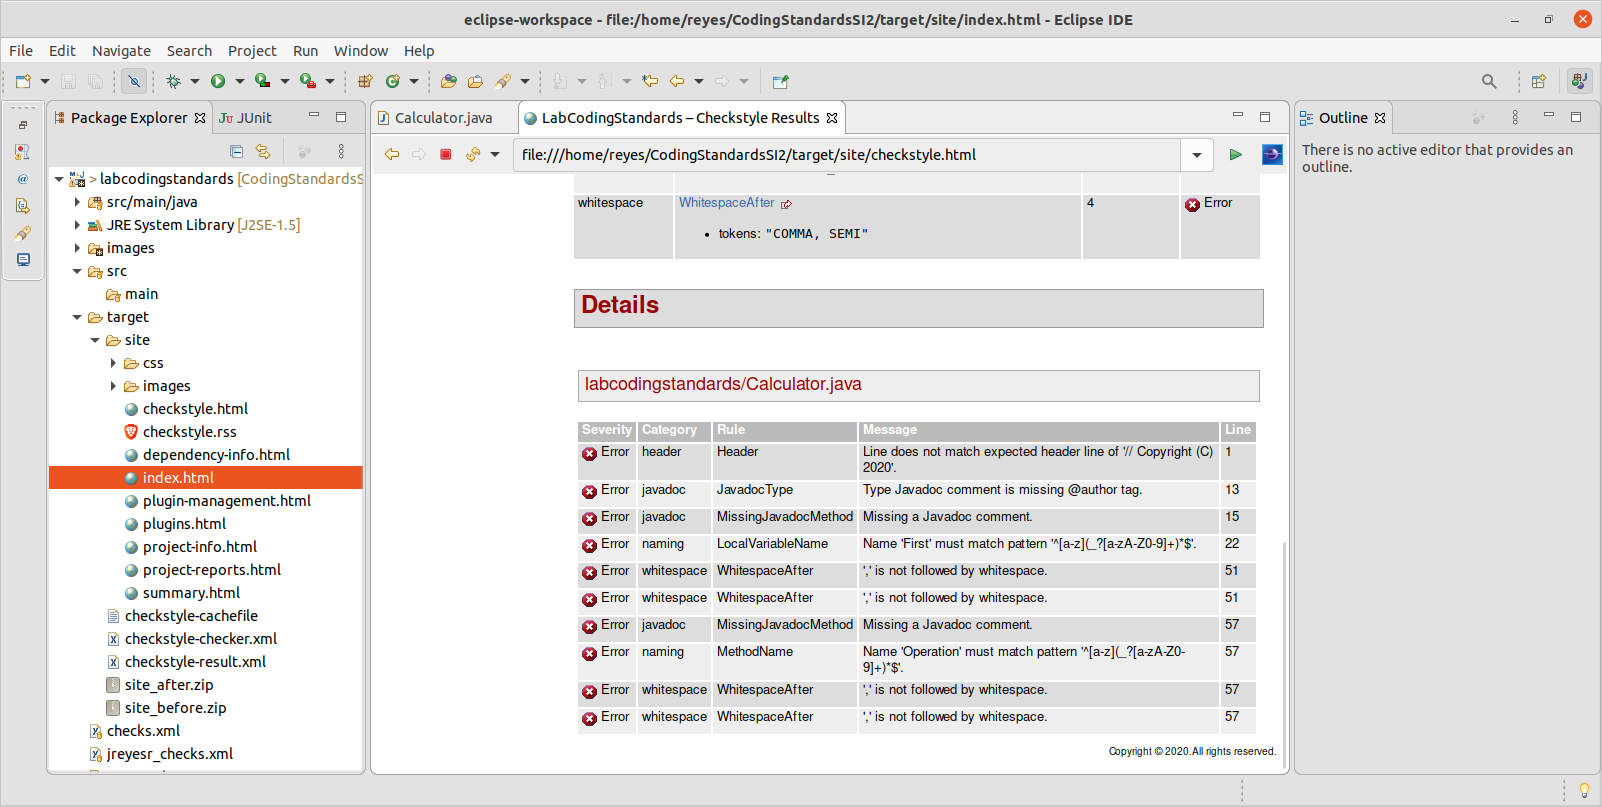 eclipse-workspace - file:/home/reyes/CodingStandardsSI2/target/site/index.html - Eclipse IDE
File Edit Navigate Search Project Run Window Help
Package Explorer
JUnit
> labcodingstandards [CodingStandardsS
src/main/java
JRE System Library [J2SE-1.5]
images
src
main
target
site
css
images
checkstyle.html
checkstyle.rss
dependency-info.html
index.html
plugin-management.html
plugins.html
project-info.html
project-reports.html
summary.html
checkstyle-cachefile
checkstyle-checker.xml
checkstyle-result.xml
site_after.zip
site_before.zip
checks.xml
jreyesr_checks.xml
Calculator.java
LabCodingStandards – Checkstyle Results
file:///home/reyes/CodingStandardsSI2/target/site/checkstyle.html
whitespace WhitespaceAfter 4 Error
• tokens: "COMMA, SEMI"
Details
labcodingstandards/Calculator.java
Severity Category Rule Message Line
Error header Header Line does not match expected header line of '// Copyright (C) 1
2020'.
Error javadoc JavadocType Type Javadoc comment is missing @author tag. 13
Error javadoc MissingJavadocMethod Missing a Javadoc comment. 15
Error naming LocalVariableName Name 'First' must match pattern '^[a-z](_?[a-zA-Z0-9]+)*$'. 22
Error whitespace WhitespaceAfter ',' is not followed by whitespace. 51
Error whitespace WhitespaceAfter ',' is not followed by whitespace. 51
Error javadoc MissingJavadocMethod Missing a Javadoc comment. 57
Error naming MethodName Name 'Operation' must match pattern '^[a-z](_?[a-zA-Z0- 57
9]+)*$'.
Error whitespace WhitespaceAfter ',' is not followed by whitespace. 57
Error whitespace WhitespaceAfter ',' is not followed by whitespace. 57
Copyright © 2020.All rights reserved.
Outline
There is no active editor that provides an
outline.